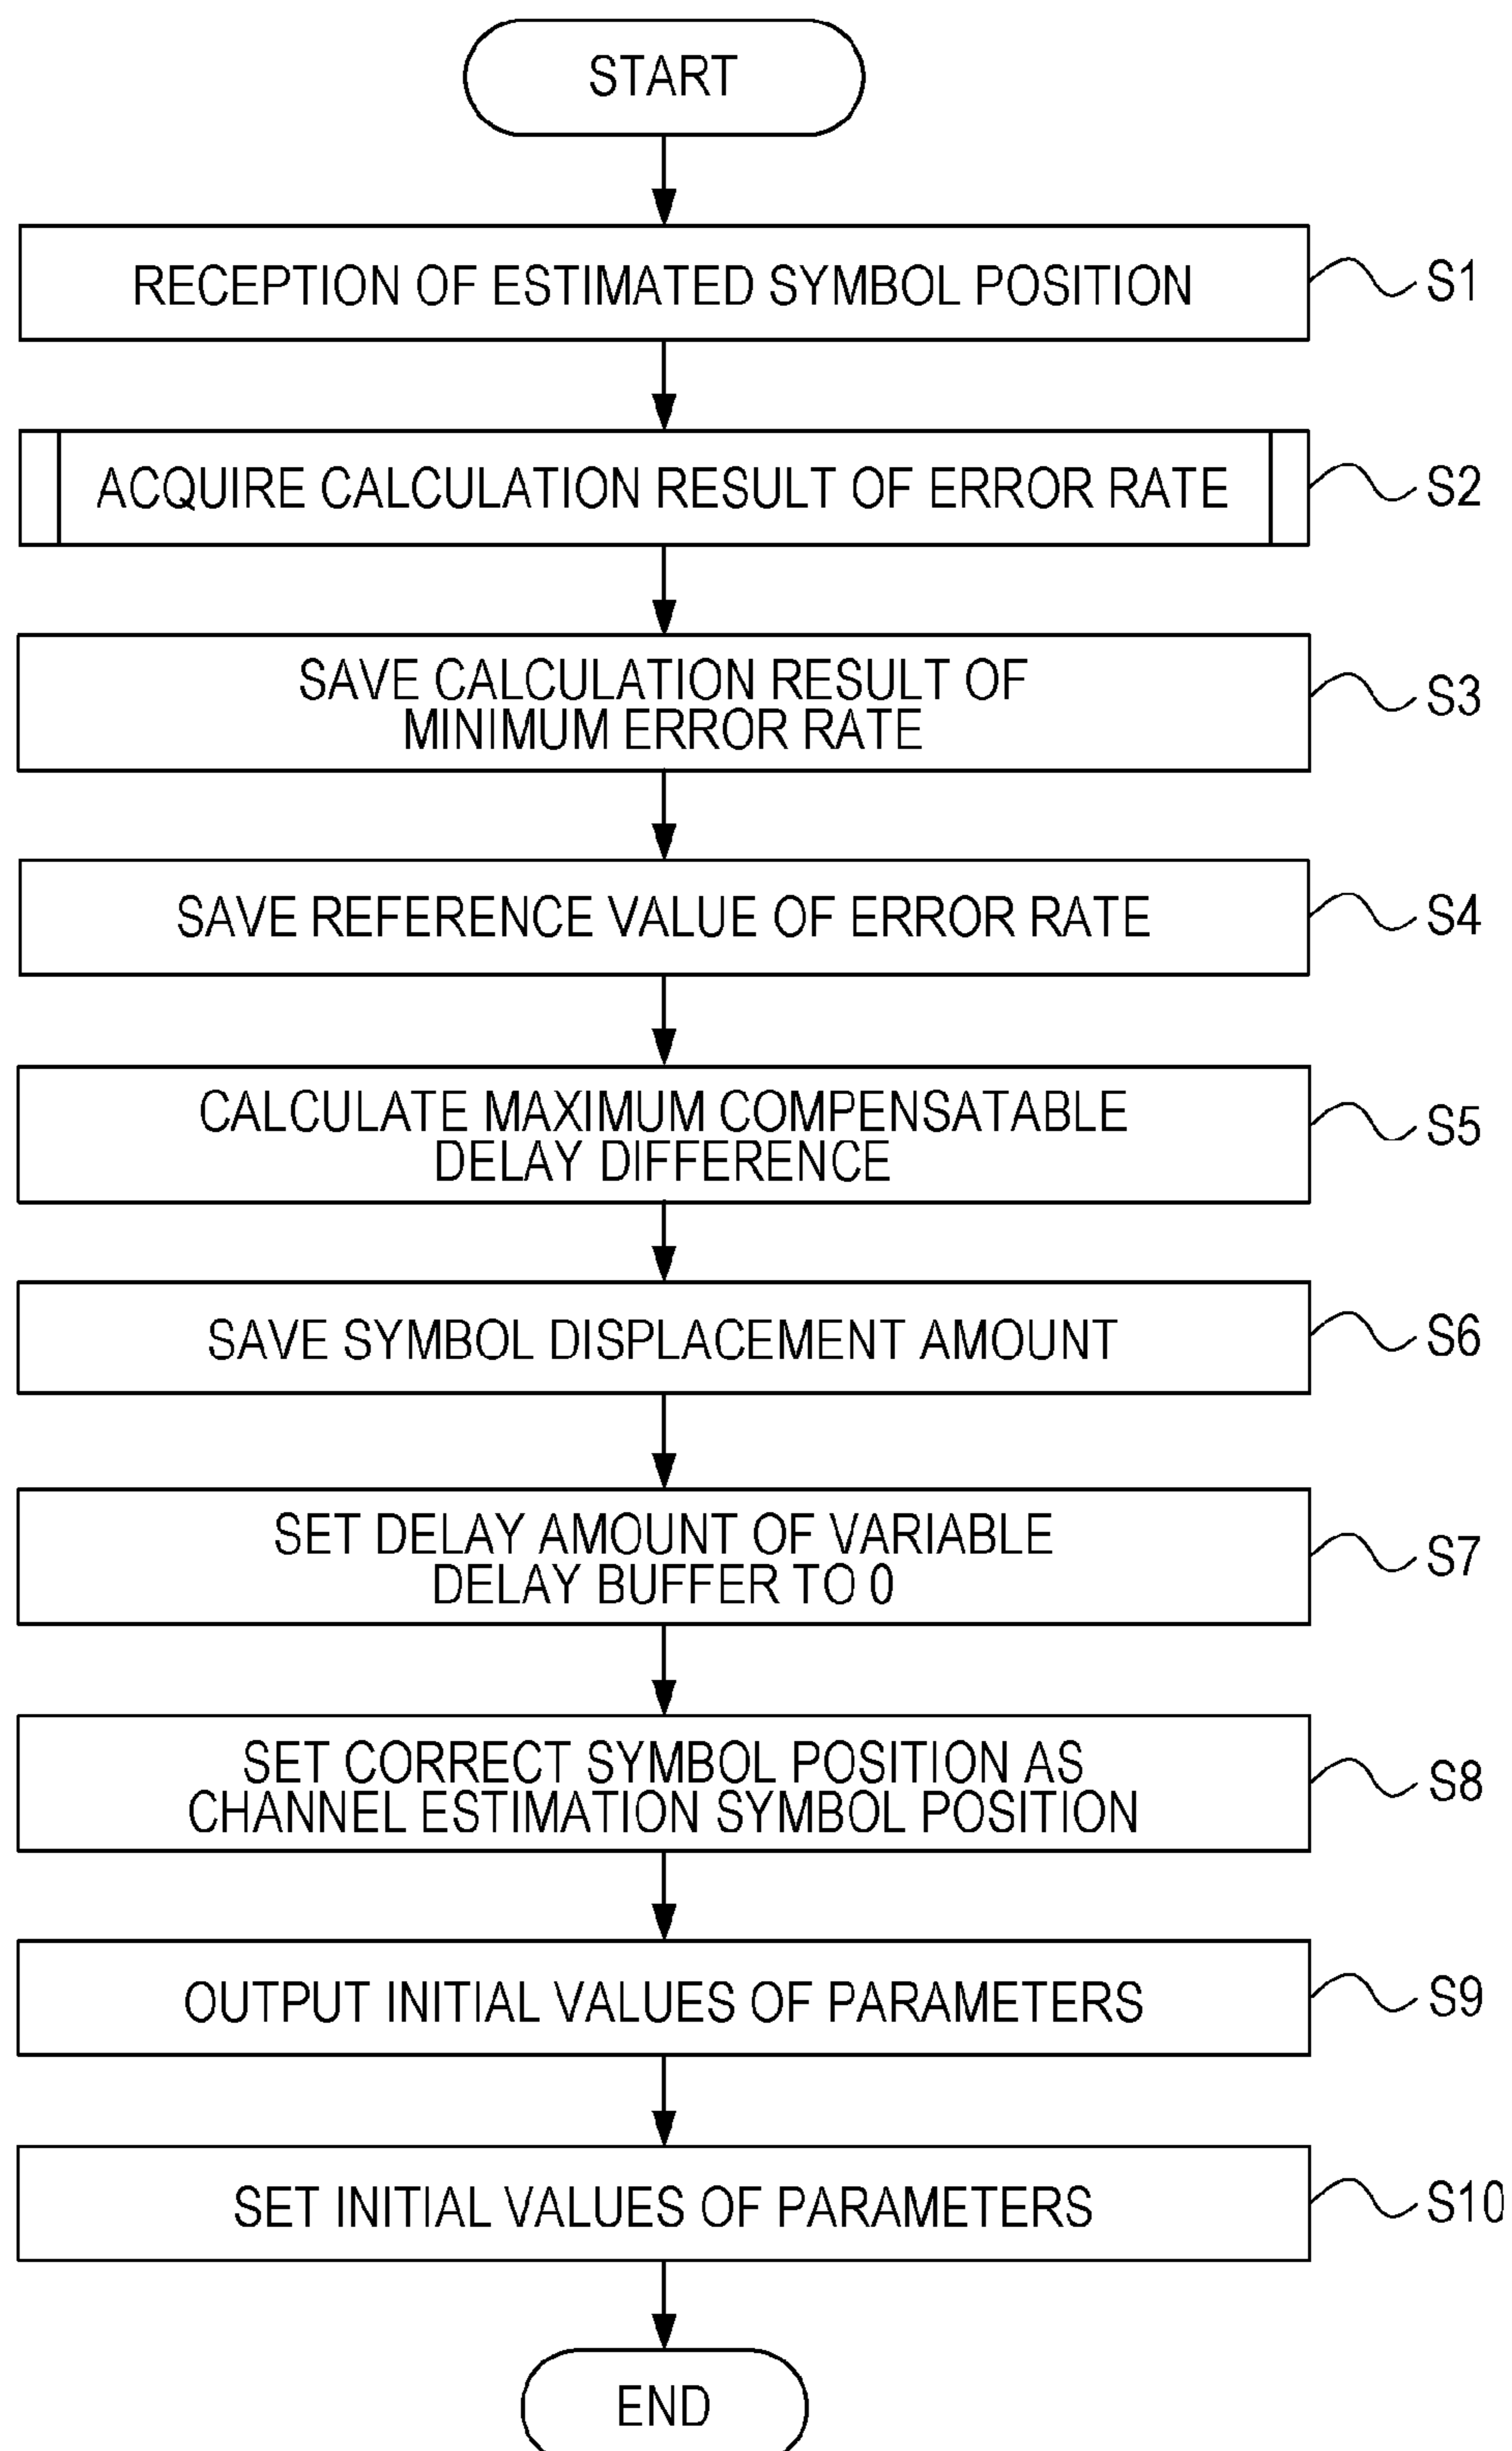 START
RECEPTION OF ESTIMATED SYMBOL POSITION
S1
ACQUIRE CALCULATION RESULT OF ERROR RATE
S2
SAVE CALCULATION RESULT OF
MINIMUM ERROR RATE
S3
SAVE REFERENCE VALUE OF ERROR RATE
S4
CALCULATE MAXIMUM COMPENSATABLE
DELAY DIFFERENCE
S5
SAVE SYMBOL DISPLACEMENT AMOUNT
S6
SET DELAY AMOUNT OF VARIABLE
DELAY BUFFER TO 0
S7
SET CORRECT SYMBOL POSITION AS
CHANNEL ESTIMATION SYMBOL POSITION
S8
OUTPUT INITIAL VALUES OF PARAMETERS
S9
SET INITIAL VALUES OF PARAMETERS
S10
END